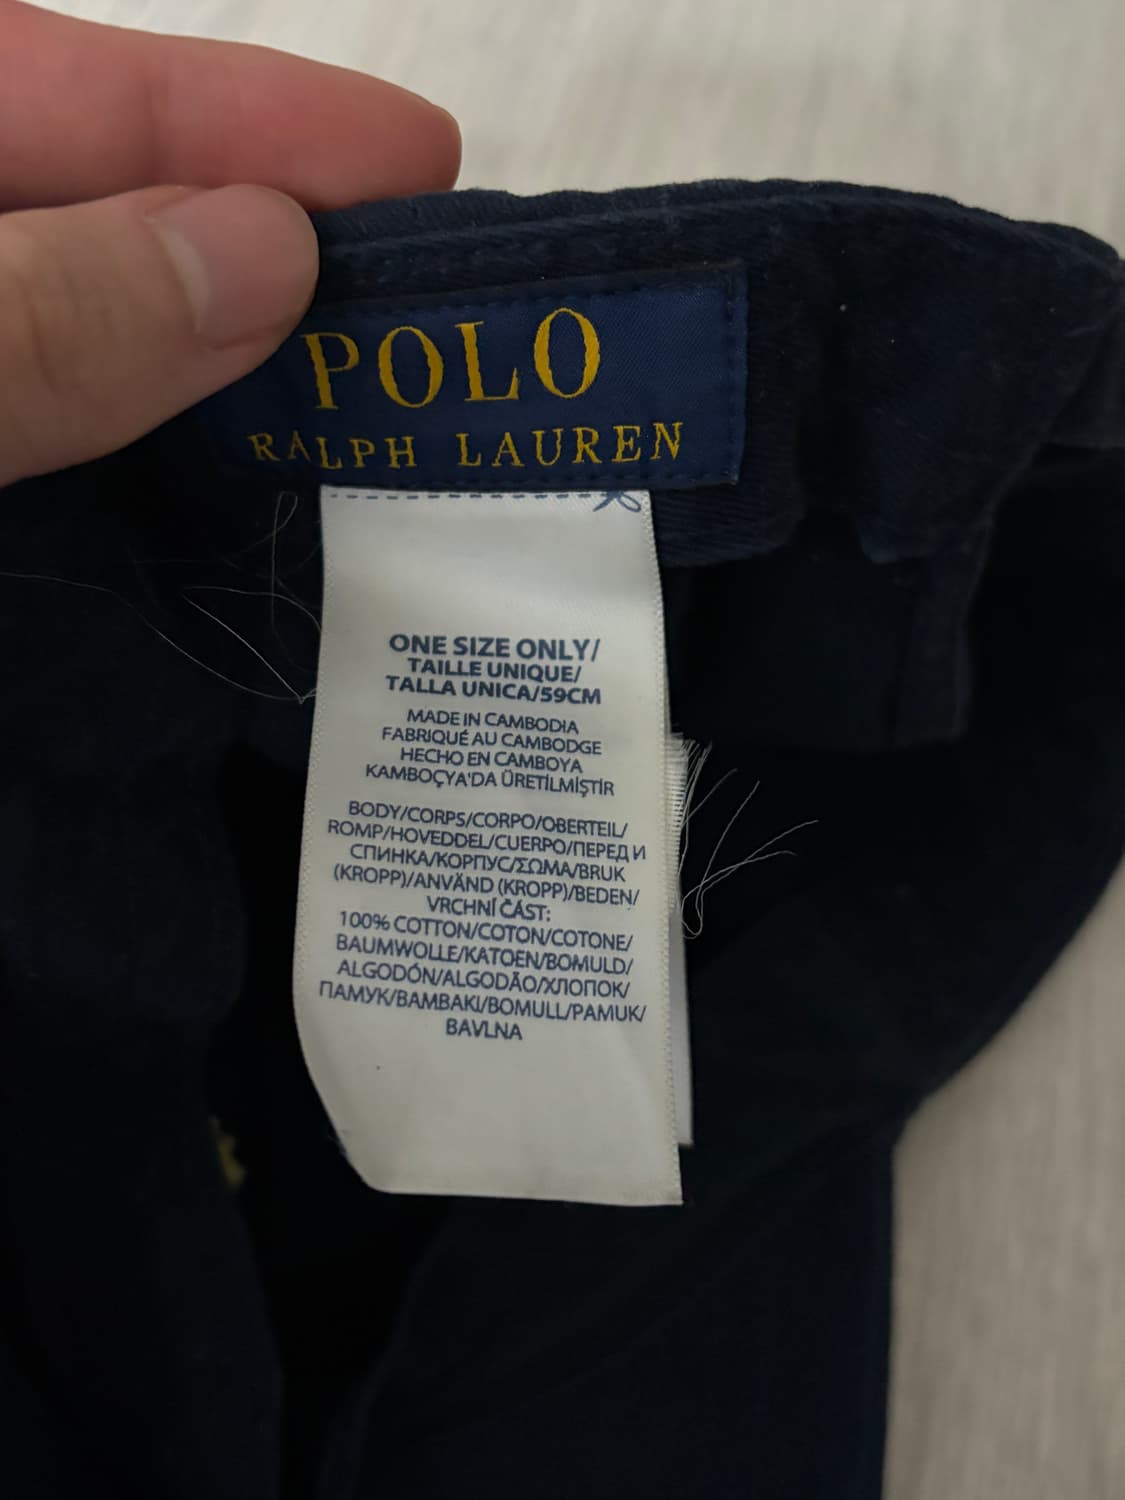 POLO
RALPH LAUREN
ONE SIZE ONLY/
TAILLE UNIQUE/
TALLA UNICA/59CM
MADE IN CAMBODIA
FABRIQUÉ AU CAMBODGE
HECHO EN CAMBOYA
KAMBOÇYA'DA ÜRETİLMİŞTİR
BODY/CORPS/CORPO/OBERTEIL/
ROMP/HOVEDDEL/CUERPO/ПЕРЕД И
СПИНКА/КОРПУС/ΣΩΜΑ/BRUK
(KROPP)/ANVÄND (KROPP)/BEDEN/
VRCHNÍ ČÁST:
100% COTTON/COTON/COTONE/
BAUMWOLLE/KATOEN/BOMULD/
ALGODÓN/ALGODÃO/ХЛОПОК/
ПАМУК/BAMBAKI/BOMULL/PAMUK/
BAVLNA